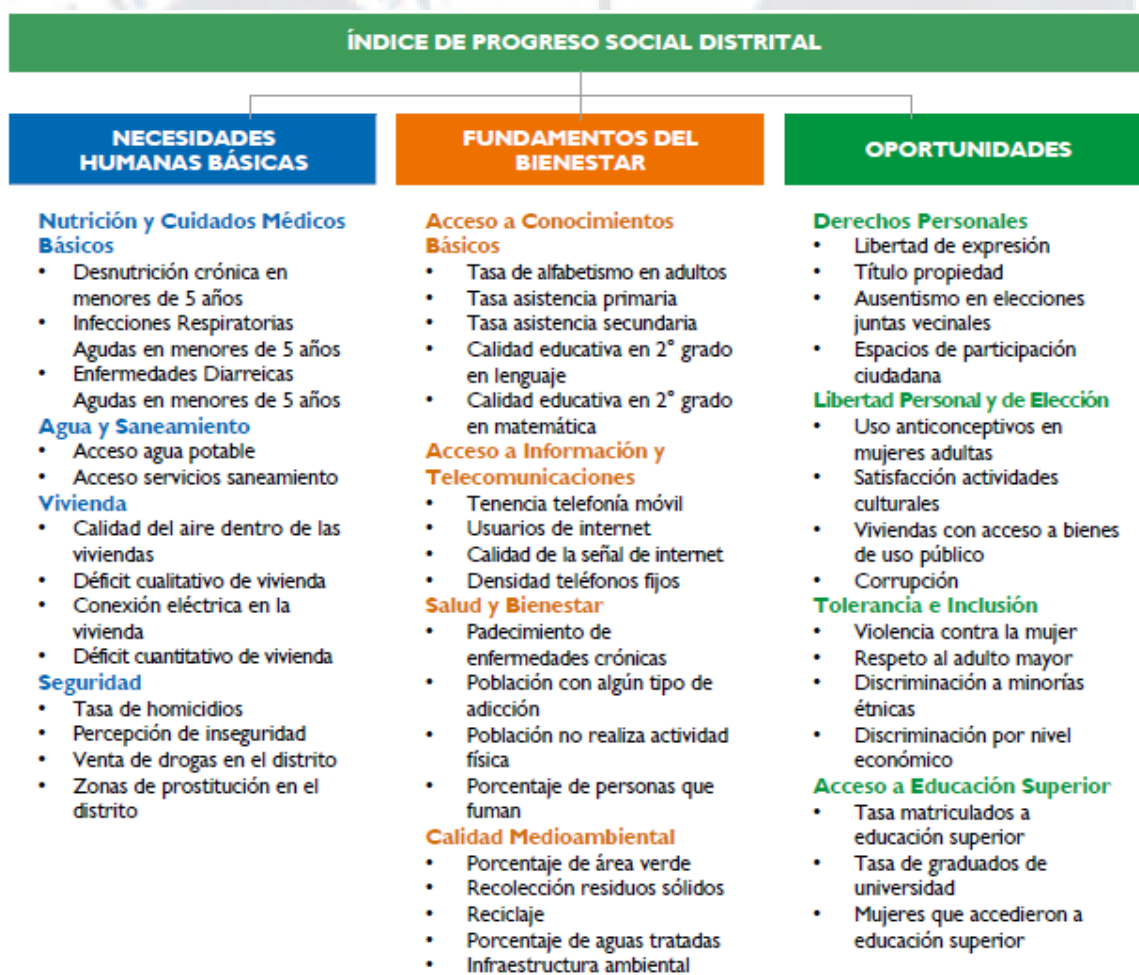 ÍNDICE DE PROGRESO SOCIAL DISTRITAL
NECESIDADES
HUMANAS BÁSICAS
Nutrición y Cuidados Médicos
Básicos
• Desnutrición crónica en
menores de 5 años
• Infecciones Respiratorias
Agudas en menores de 5 años
• Enfermedades Diarreicas
Agudas en menores de 5 años
Agua y Saneamiento
• Acceso agua potable
• Acceso servicios saneamiento
Vivienda
• Calidad del aire dentro de las
viviendas
• Déficit cualitativo de vivienda
• Conexión eléctrica en la
vivienda
• Déficit cuantitativo de vivienda
Seguridad
• Tasa de homicidios
• Percepción de inseguridad
• Venta de drogas en el distrito
• Zonas de prostitución en el
distrito
FUNDAMENTOS DEL
BIENESTAR
Acceso a Conocimientos
Básicos
• Tasa de alfabetismo en adultos
• Tasa asistencia primaria
• Tasa asistencia secundaria
• Calidad educativa en 2° grado
en lenguaje
• Calidad educativa en 2° grado
en matemática
Acceso a Información y
Telecomunicaciones
• Tenencia telefonía móvil
• Usuarios de internet
• Calidad de la señal de internet
• Densidad teléfonos fijos
Salud y Bienestar
• Padecimiento de
enfermedades crónicas
• Población con algún tipo de
adicción
• Población no realiza actividad
física
• Porcentaje de personas que
fuman
Calidad Medioambiental
• Porcentaje de área verde
• Recolección residuos sólidos
• Reciclaje
• Porcentaje de aguas tratadas
• Infraestructura ambiental
OPORTUNIDADES
Derechos Personales
• Libertad de expresión
• Título propiedad
• Ausentismo en elecciones
juntas vecinales
• Espacios de participación
ciudadana
Libertad Personal y de Elección
• Uso anticonceptivos en
mujeres adultas
• Satisfacción actividades
culturales
• Viviendas con acceso a bienes
de uso público
• Corrupción
Tolerancia e Inclusión
• Violencia contra la mujer
• Respeto al adulto mayor
• Discriminación a minorías
étnicas
• Discriminación por nivel
económico
Acceso a Educación Superior
• Tasa matriculados a
educación superior
• Tasa de graduados de
universidad
• Mujeres que accedieron a
educación superior